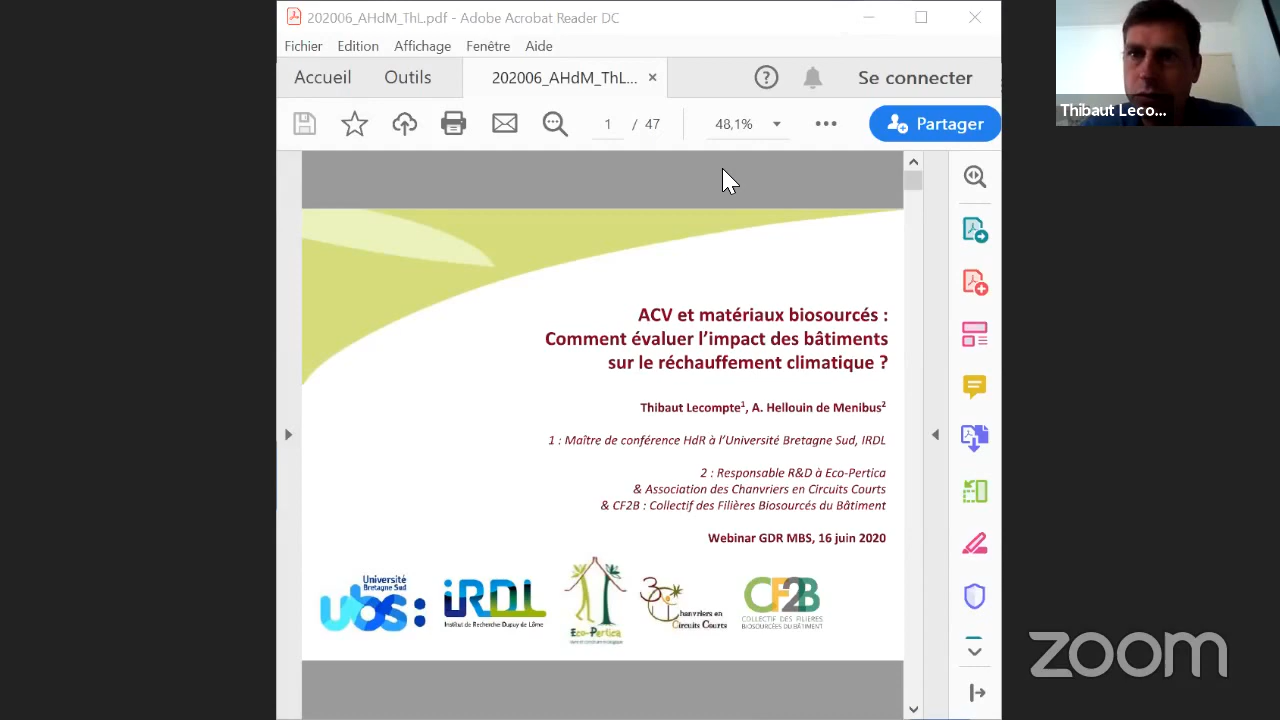 202006_AHdM_ThL.pdf - Adobe Acrobat Reader DC
Fichier Edition Affichage Fenêtre Aide
Accueil Outils 202006_AHdM_ThL... × ? Se connecter
1 / 47 48,1% Partager
Thibaut Leco...
ACV et matériaux biosourcés :
Comment évaluer l'impact des bâtiments
sur le réchauffement climatique ?
Thibaut Lecompte1, A. Hellouin de Menibus2
1 : Maître de conférence HdR à l'Université Bretagne Sud, IRDL
2 : Responsable R&D à Eco-Pertica
& Association des Chanvriers en Circuits Courts
& CF2B : Collectif des Filières Biosourcés du Bâtiment
Webinar GDR MBS, 16 juin 2020
Université
Bretagne Sud
ubs:
iRDL
Institut de Recherche Dupuy de Lôme
Eco-Pertica
3C
Chanvriers en
Circuits Courts
CF2B
COLLECTIF DES FILIÈRES
BIOSOURCÉES DU BÂTIMENT
zoom